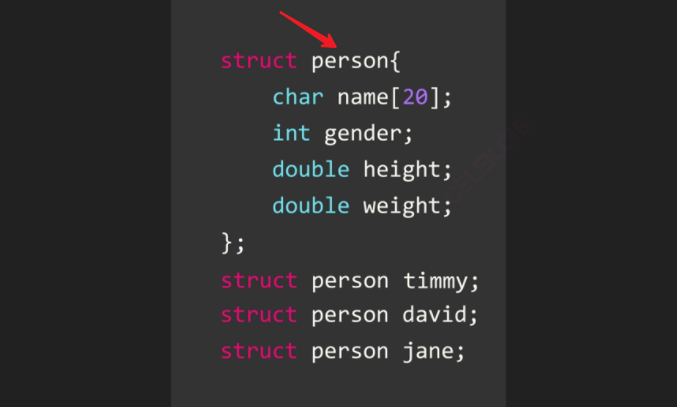 struct person{
    char name[20];
    int gender;
    double height;
    double weight;
};
struct person timmy;
struct person david;
struct person jane;